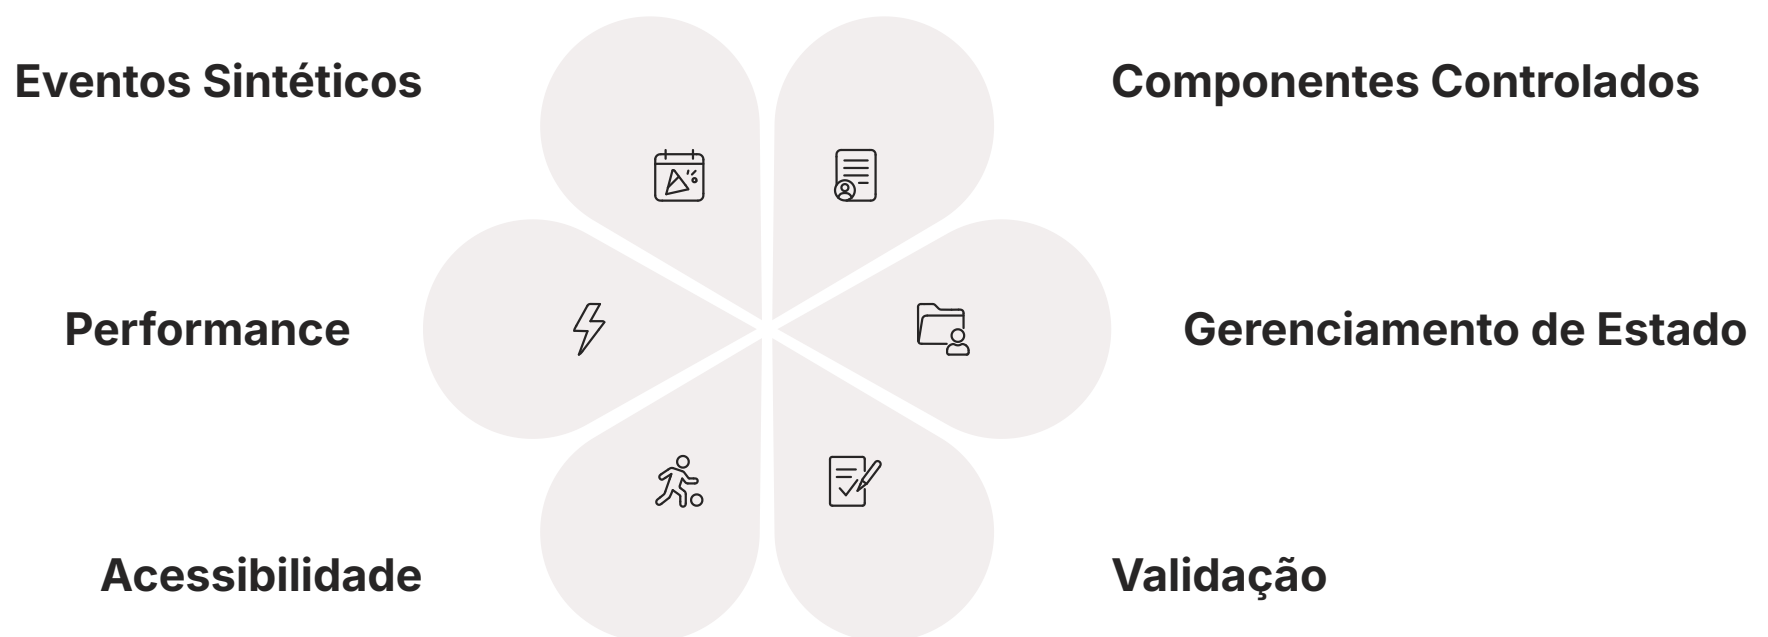 Eventos Sintéticos
Componentes Controlados
Performance
Gerenciamento de Estado
Acessibilidade
Validação